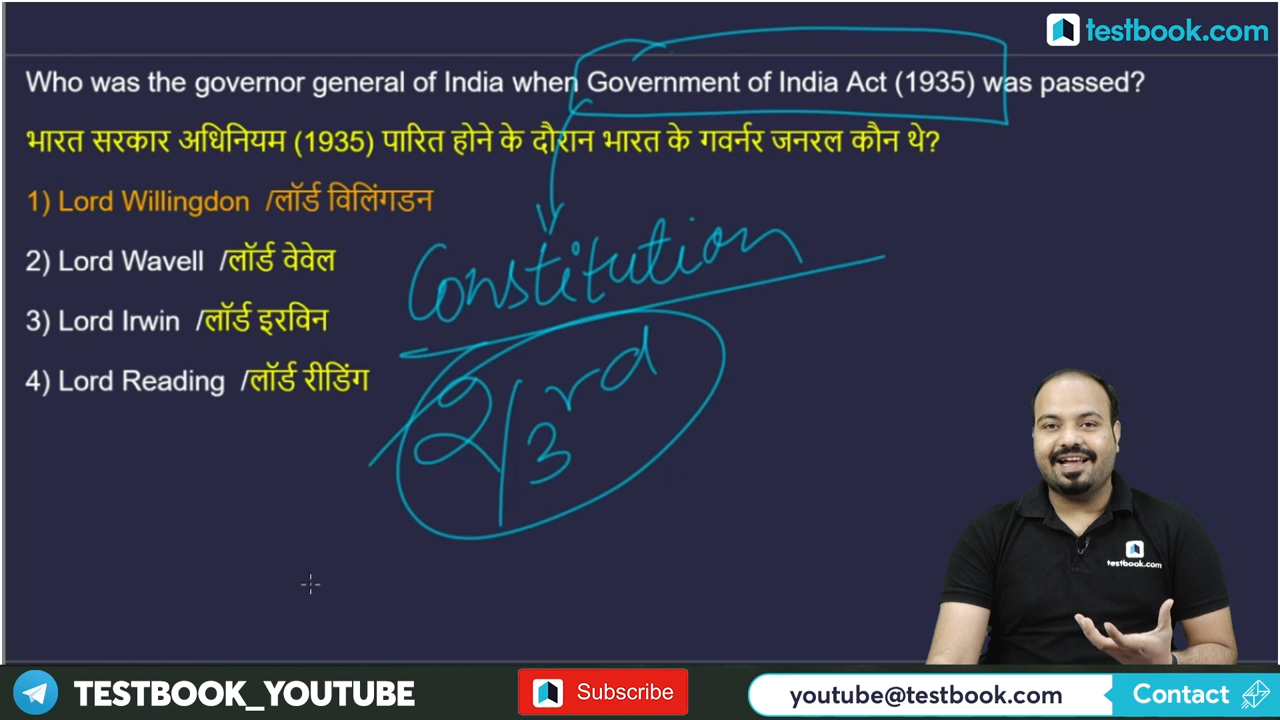 testbook.com
Who was the governor general of India when Government of India Act (1935) was passed?
भारत सरकार अधिनियम (1935) पारित होने के दौरान भारत के गवर्नर जनरल कौन थे?
1) Lord Willingdon /लॉर्ड विलिंगडन
2) Lord Wavell /लॉर्ड वेवेल
3) Lord Irwin /लॉर्ड इरविन
4) Lord Reading /लॉर्ड रीडिंग
Constitution
2/3rd
testbook.com
TESTBOOK_YOUTUBE
Subscribe
youtube@testbook.com
Contact